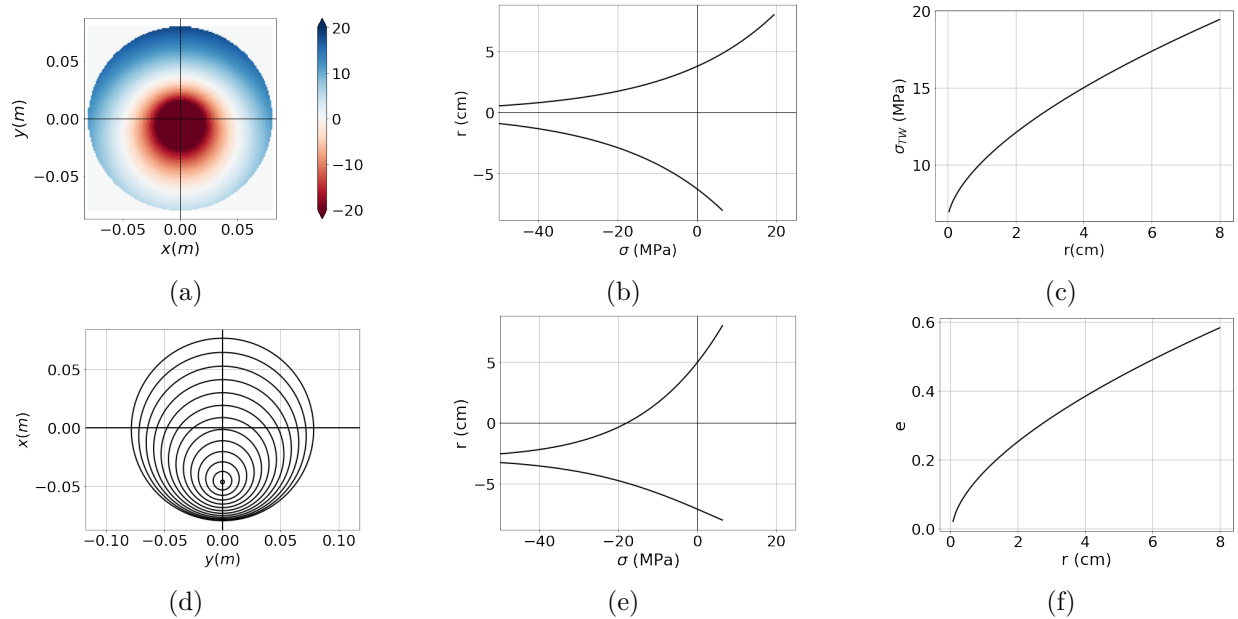 20
10
0
−10
−20
0.05
0.00
−0.05
y(m)
−0.05 0.00 0.05
x(m)
(a)
5
0
−5
r (cm)
−40 −20 0 20
σ (MPa)
(b)
20
15
10
σTW (MPa)
0 2 4 6 8
r(cm)
(c)
0.05
0.00
−0.05
x(m)
−0.10 −0.05 0.00 0.05 0.10
y(m)
(d)
5
0
−5
r (cm)
−40 −20 0 20
σ (MPa)
(e)
0.6
0.4
0.2
0.0
e
0 2 4 6 8
r (cm)
(f)